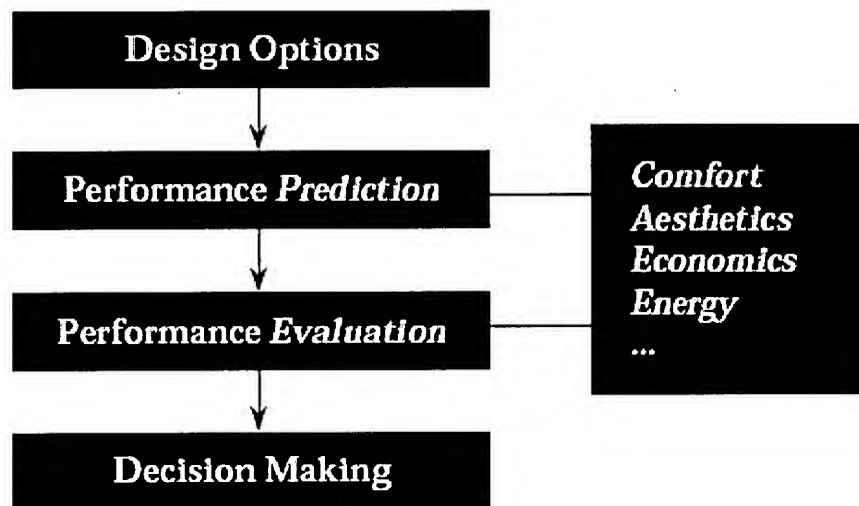 Design Options
Performance Prediction
Performance Evaluation
Decision Making
Comfort
Aesthetics
Economics
Energy
...